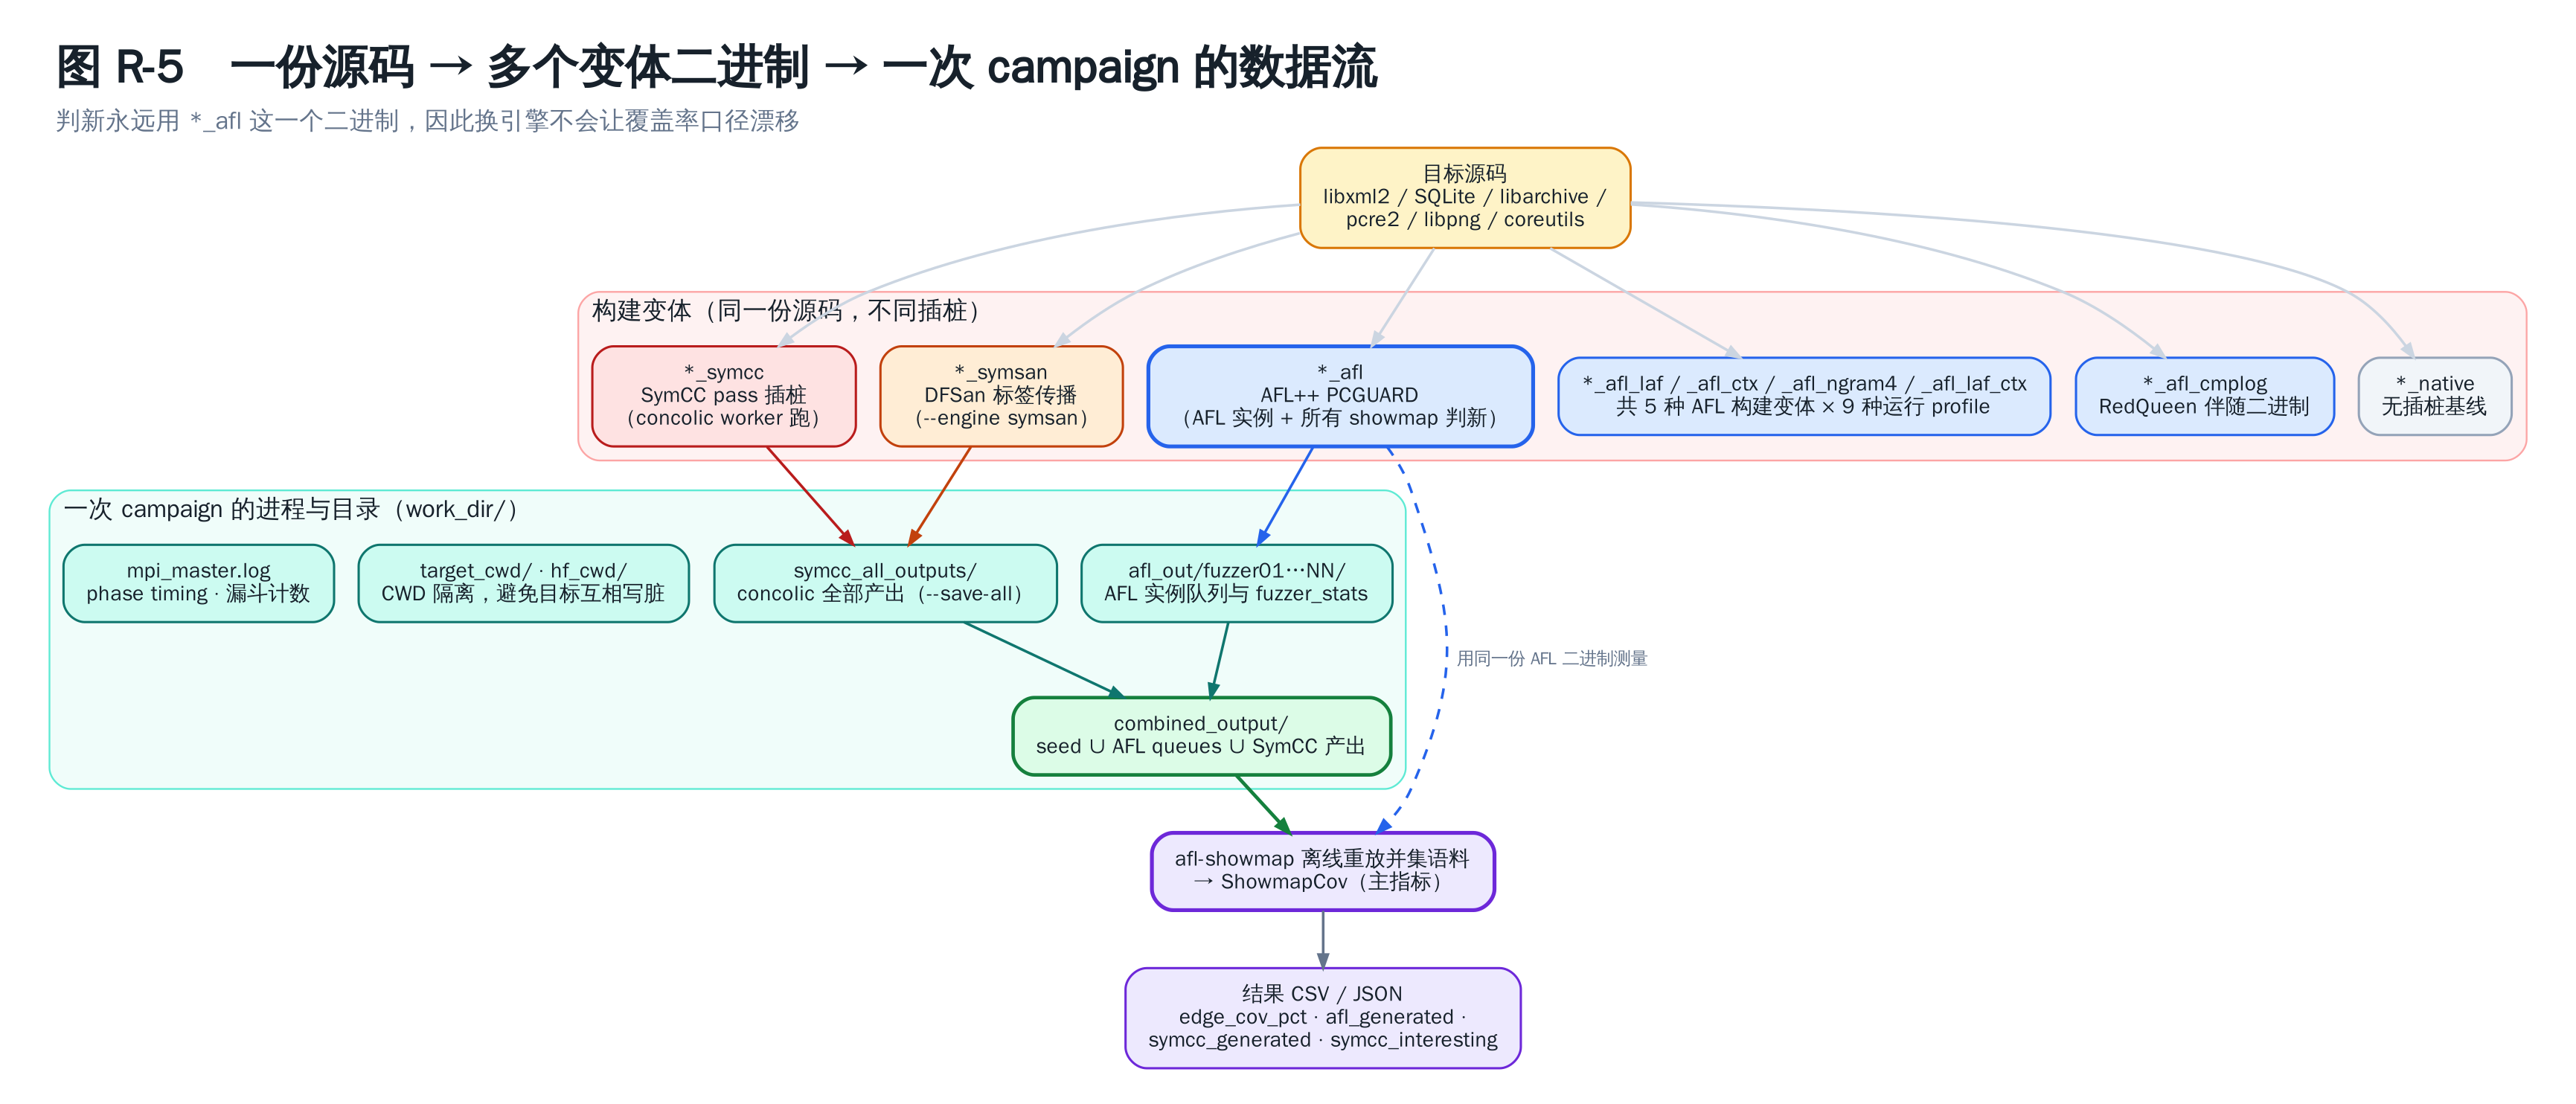 图 R-5 一份源码 → 多个变体二进制 → 一次 campaign 的数据流
判新永远用 *_afl 这一个二进制，因此换引擎不会让覆盖率口径漂移
目标源码
libxml2 / SQLite / libarchive /
pcre2 / libpng / coreutils
构建变体（同一份源码，不同插桩）
*_symcc
SymCC pass 插桩
（concolic worker 跑）
*_symsan
DFSan 标签传播
（--engine symsan）
*_afl
AFL++ PCGUARD
（AFL 实例 + 所有 showmap 判新）
*_afl_laf / _afl_ctx / _afl_ngram4 / _afl_laf_ctx
共 5 种 AFL 构建变体 × 9 种运行 profile
*_afl_cmplog
RedQueen 伴随二进制
*_native
无插桩基线
一次 campaign 的进程与目录（work_dir/）
mpi_master.log
phase timing · 漏斗计数
target_cwd/ · hf_cwd/
CWD 隔离，避免目标互相写脏
symcc_all_outputs/
concolic 全部产出（--save-all）
afl_out/fuzzer01…NN/
AFL 实例队列与 fuzzer_stats
用同一份 AFL 二进制测量
combined_output/
seed ∪ AFL queues ∪ SymCC 产出
afl-showmap 离线重放并集语料
→ ShowmapCov（主指标）
结果 CSV / JSON
edge_cov_pct · afl_generated ·
symcc_generated · symcc_interesting